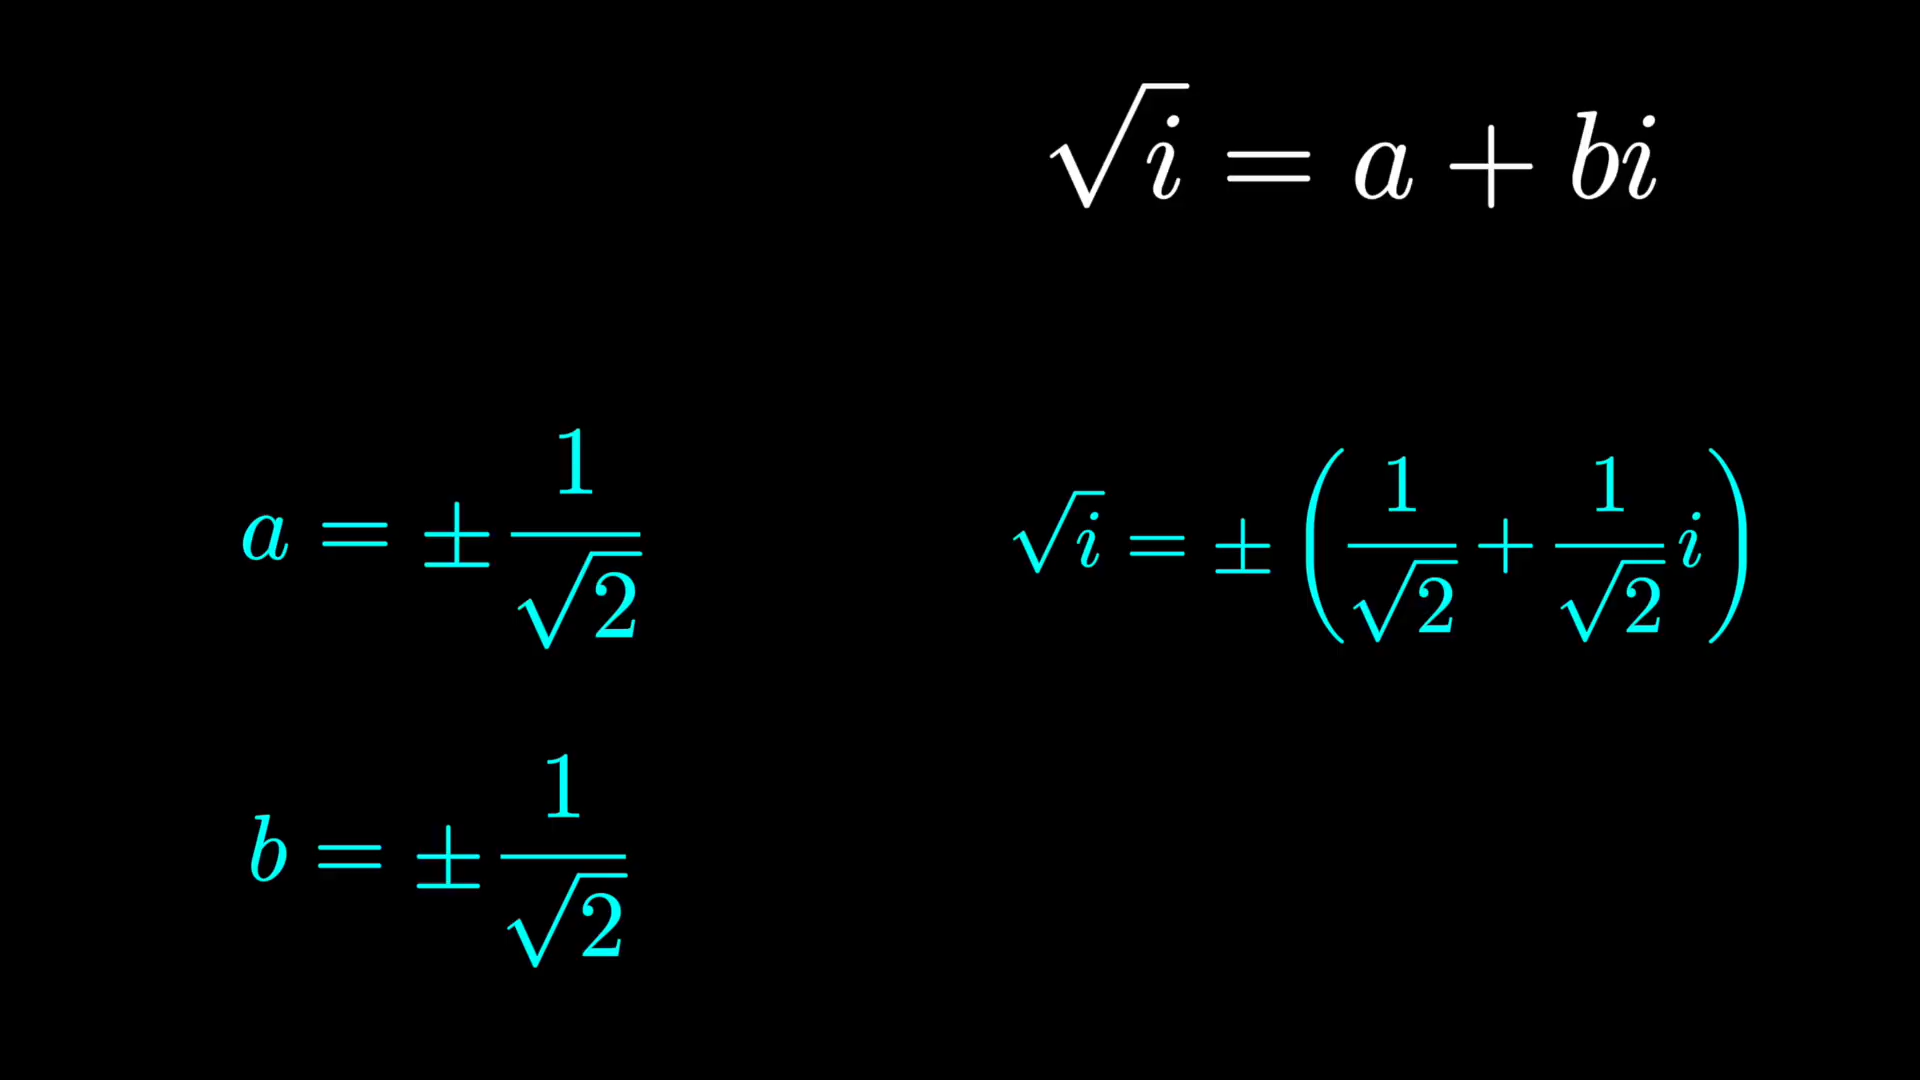 √i = a + bi
a = ± 1/√2
√i = ± (1/√2 + 1/√2 i)
b = ± 1/√2